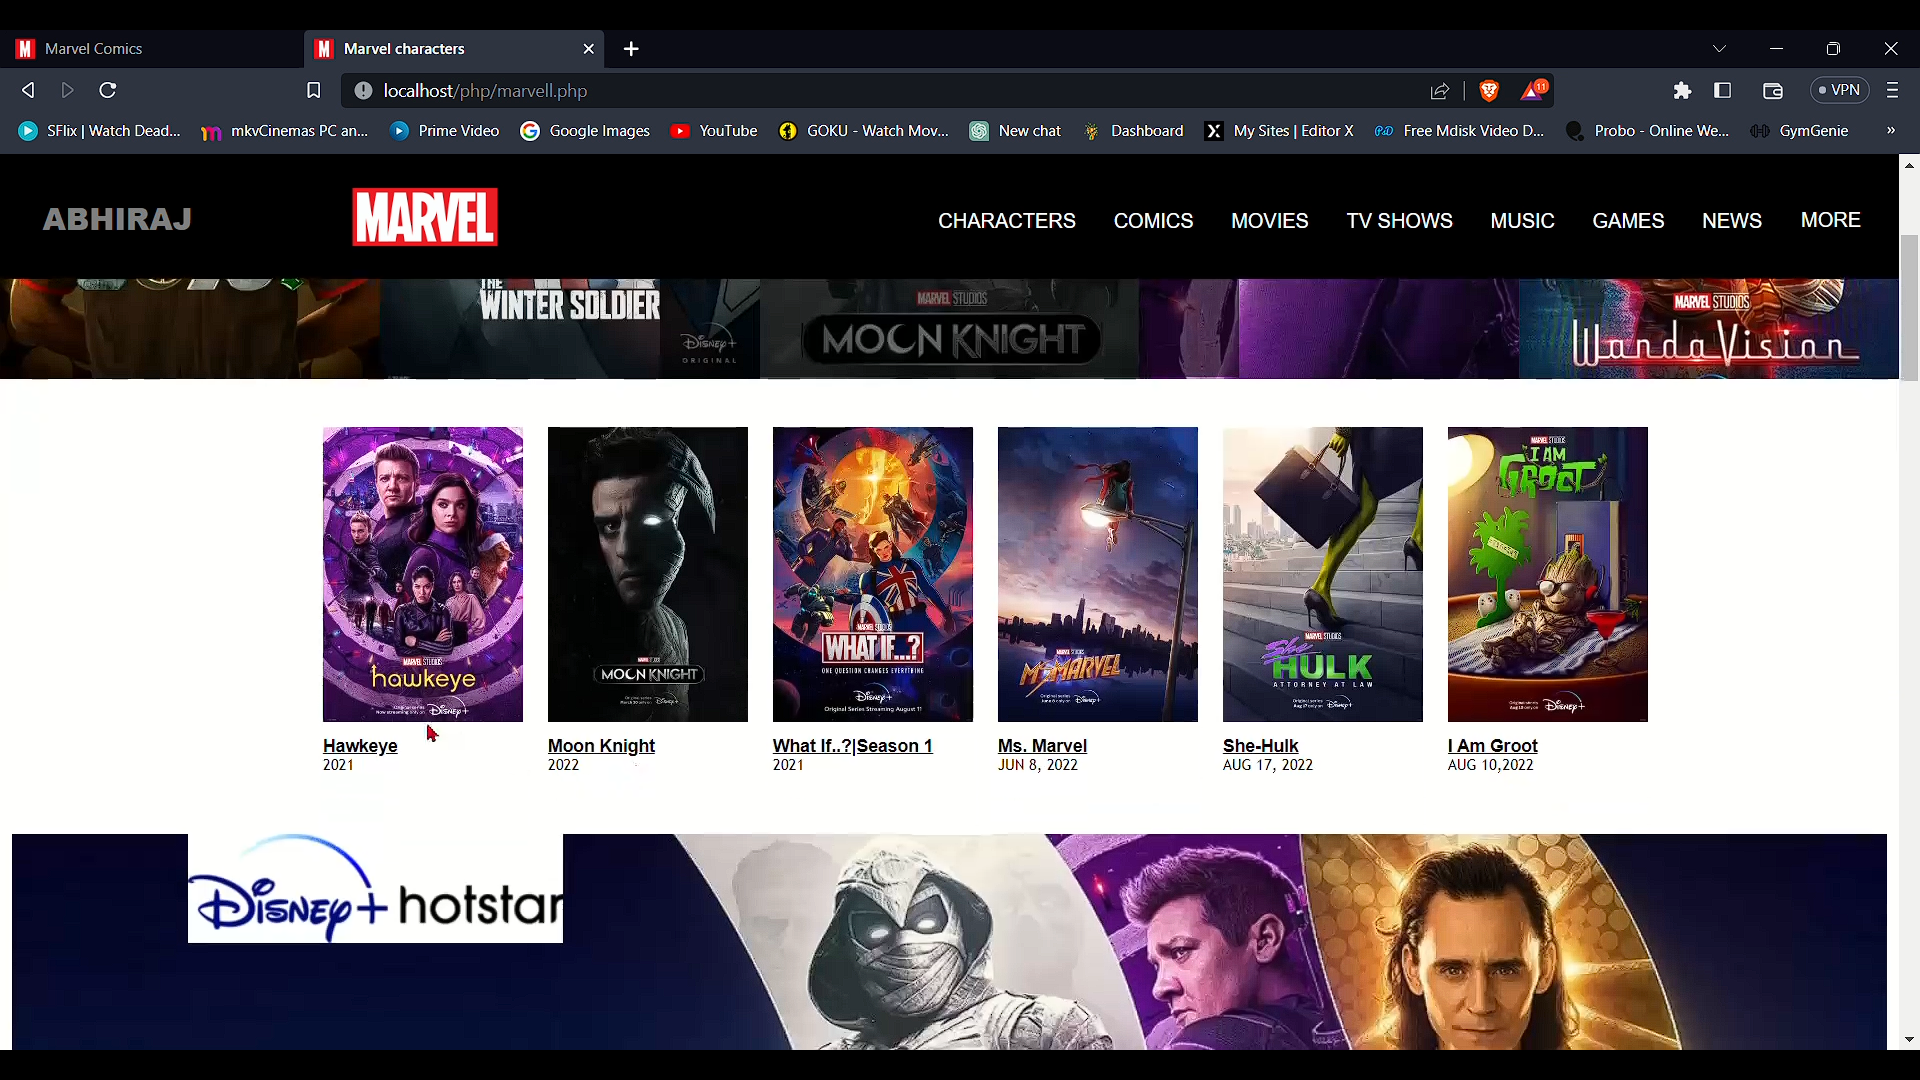 Marvel Comics
Marvel characters
localhost/php/marvell.php
11
VPN
SFlix | Watch Dead...
mkvCinemas PC an...
Prime Video
Google Images
YouTube
GOKU - Watch Mov...
New chat
Dashboard
My Sites | Editor X
Free Mdisk Video D...
Probo - Online We...
GymGenie
»
ABHIRAJ
MARVEL
CHARACTERS
COMICS
MOVIES
TV SHOWS
MUSIC
GAMES
NEWS
MORE
THE
WINTER SOLDIER
DISNEY+
ORIGINAL
MARVEL STUDIOS
MOON KNIGHT
MARVEL STUDIOS
WandaVision
MARVEL STUDIOS
hawkeye
Disney+
MOON KNIGHT
Disney+
MARVEL STUDIOS
WHAT IF...?
ONE QUESTION CHANGES EVERYTHING
Disney+
Original Series Streaming August 11
MS. MARVEL
Disney+
MARVEL STUDIOS
She
HULK
ATTORNEY AT LAW
Disney+
MARVEL STUDIOS
I AM
GROOT
Disney+
Hawkeye
2021
Moon Knight
2022
What If..?|Season 1
2021
Ms. Marvel
JUN 8, 2022
She-Hulk
AUG 17, 2022
I Am Groot
AUG 10,2022
Disney+ hotstar